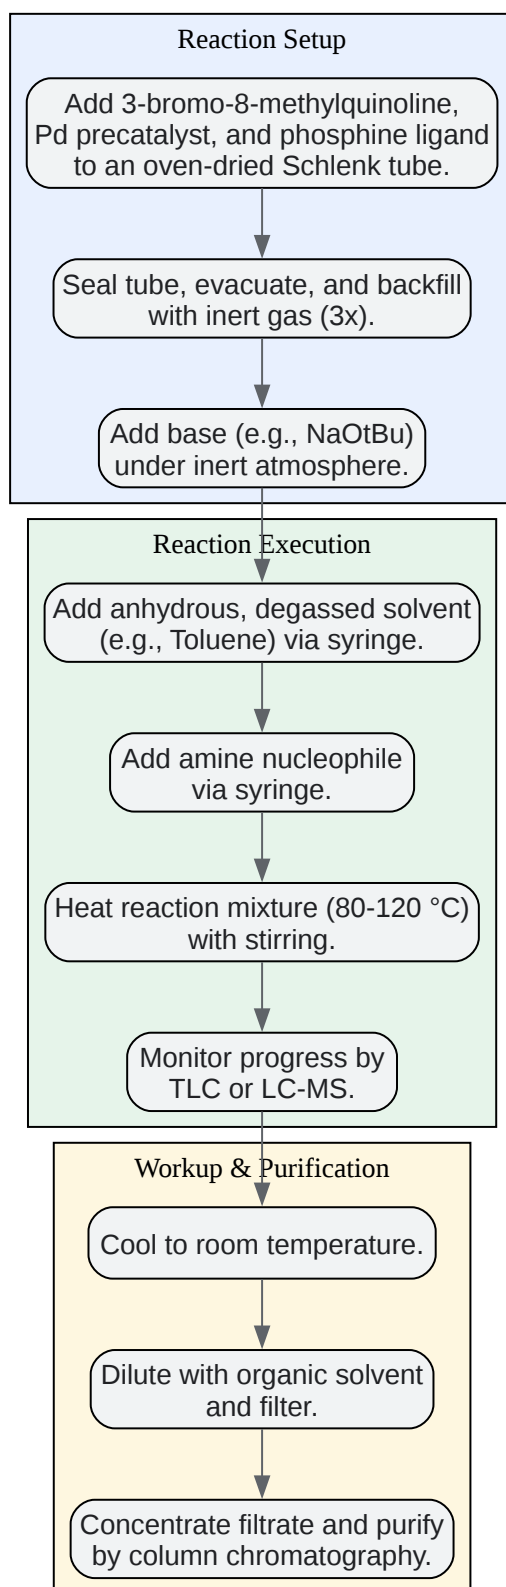 Reaction Setup
Add 3-bromo-8-methylquinoline,
Pd precatalyst, and phosphine ligand
to an oven-dried Schlenk tube.
Seal tube, evacuate, and backfill
with inert gas (3x).
Add base (e.g., NaOtBu)
under inert atmosphere.
Reaction Execution
Add anhydrous, degassed solvent
(e.g., Toluene) via syringe.
Add amine nucleophile
via syringe.
Heat reaction mixture (80-120 °C)
with stirring.
Monitor progress by
TLC or LC-MS.
Workup & Purification
Cool to room temperature.
Dilute with organic solvent
and filter.
Concentrate filtrate and purify
by column chromatography.